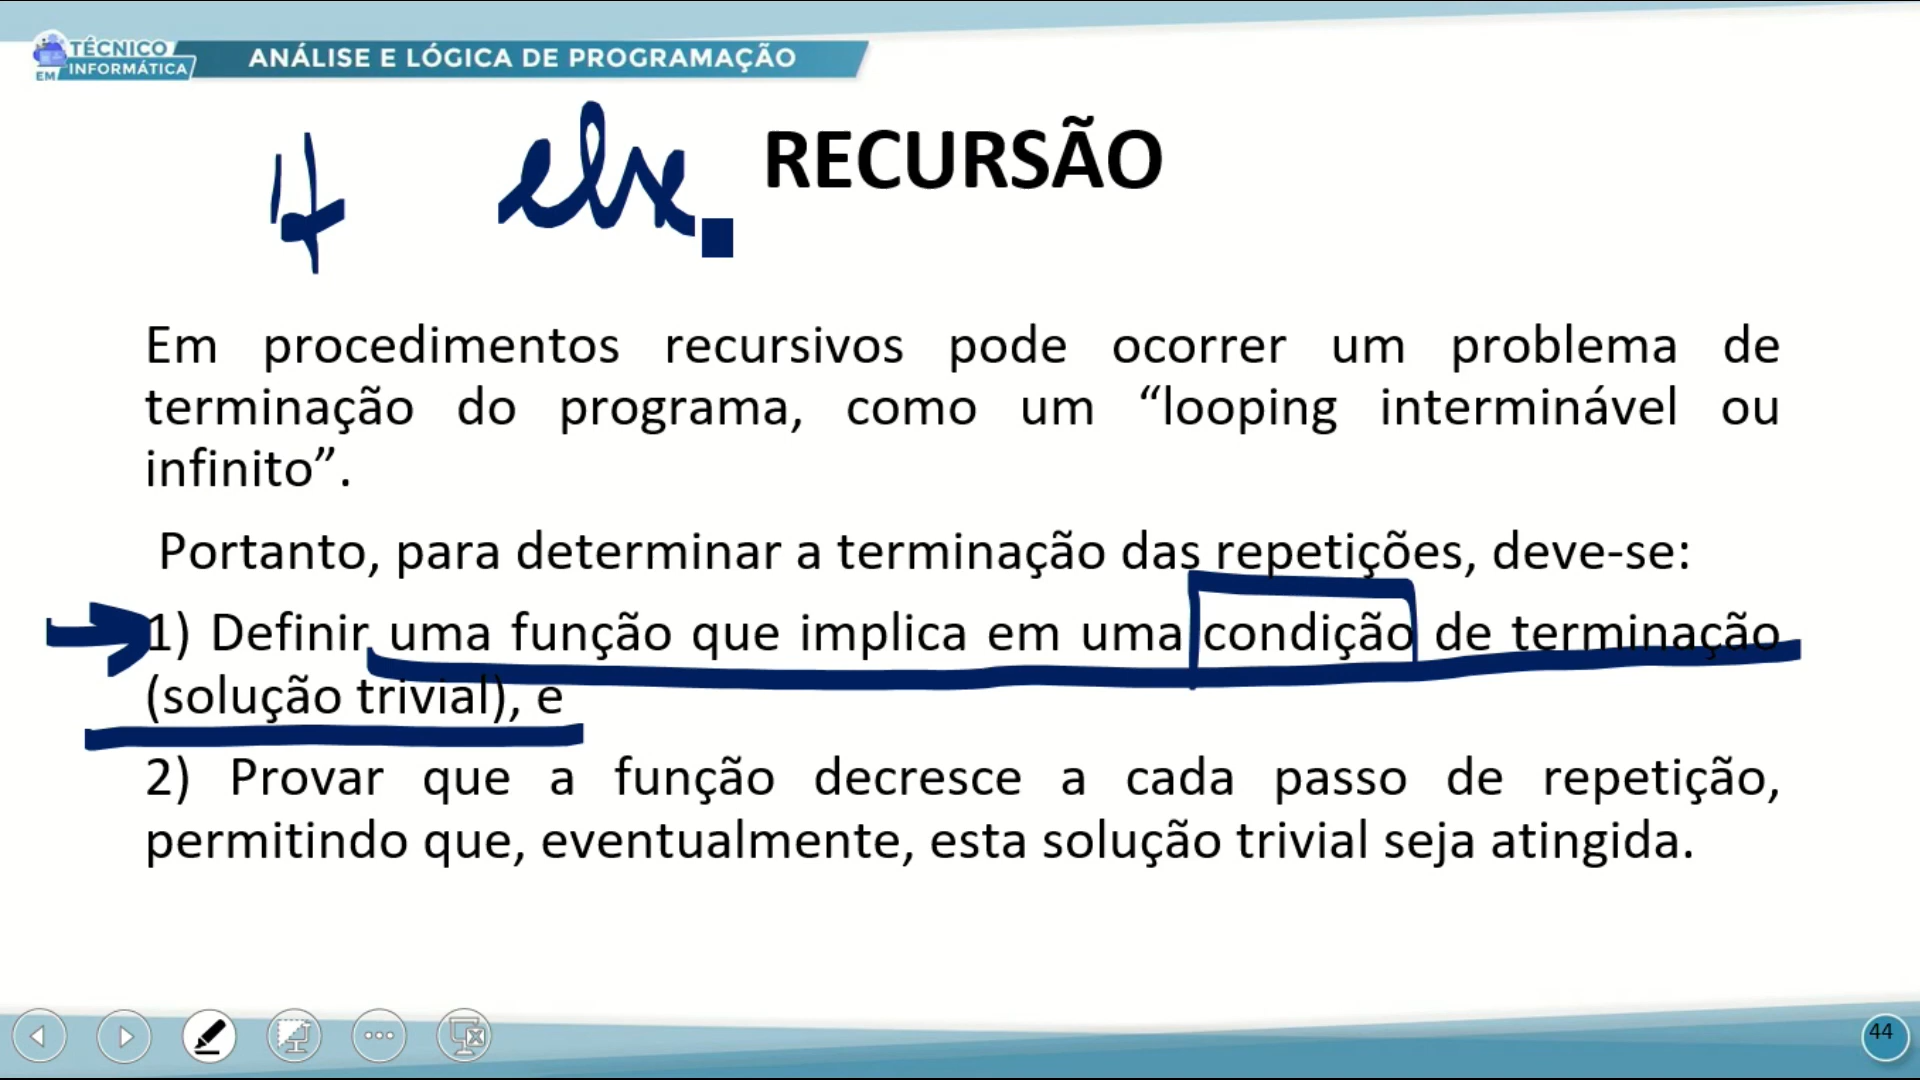 TÉCNICO
EM INFORMÁTICA
ANÁLISE E LÓGICA DE PROGRAMAÇÃO
if else
RECURSÃO
Em procedimentos recursivos pode ocorrer um problema de
terminação do programa, como um “looping interminável ou
infinito”.
Portanto, para determinar a terminação das repetições, deve-se:
1) Definir uma função que implica em uma condição de terminação
(solução trivial), e
2) Provar que a função decresce a cada passo de repetição,
permitindo que, eventualmente, esta solução trivial seja atingida.
44